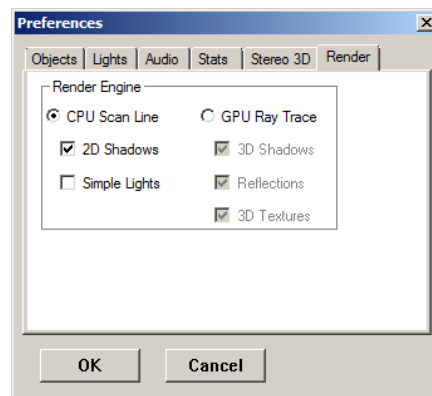 Preferences
Objects Lights Audio Stats Stereo 3D Render
Render Engine
CPU Scan Line GPU Ray Trace
2D Shadows 3D Shadows
Simple Lights Reflections
3D Textures
OK Cancel